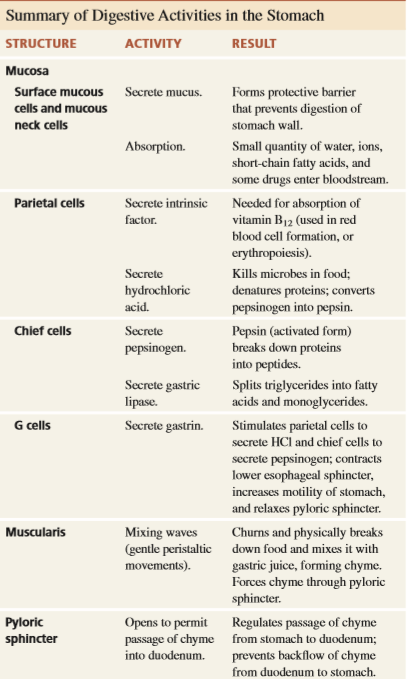 Summary of Digestive Activities in the Stomach
STRUCTURE ACTIVITY RESULT
Mucosa
Surface mucous cells and mucous neck cells
Secrete mucus.
Forms protective barrier
that prevents digestion of
stomach wall.
Absorption.
Small quantity of water, ions,
short-chain fatty acids, and
some drugs enter bloodstream.
Parietal cells
Secrete intrinsic
factor.
Needed for absorption of
vitamin B12 (used in red
blood cell formation, or
erythropoiesis).
Secrete
hydrochloric
acid.
Kills microbes in food;
denatures proteins; converts
pepsinogen into pepsin.
Chief cells
Secrete
pepsinogen.
Pepsin (activated form)
breaks down proteins
into peptides.
Secrete gastric
lipase.
Splits triglycerides into fatty
acids and monoglycerides.
G cells
Secrete gastrin.
Stimulates parietal cells to
secrete HCl and chief cells to
secrete pepsinogen; contracts
lower esophageal sphincter,
increases motility of stomach,
and relaxes pyloric sphincter.
Muscularis
Mixing waves
(gentle peristaltic
movements).
Churns and physically breaks
down food and mixes it with
gastric juice, forming chyme.
Forces chyme through pyloric
sphincter.
Pyloric
sphincter
Opens to permit
passage of chyme
into duodenum.
Regulates passage of chyme
from stomach to duodenum;
prevents backflow of chyme
from duodenum to stomach.